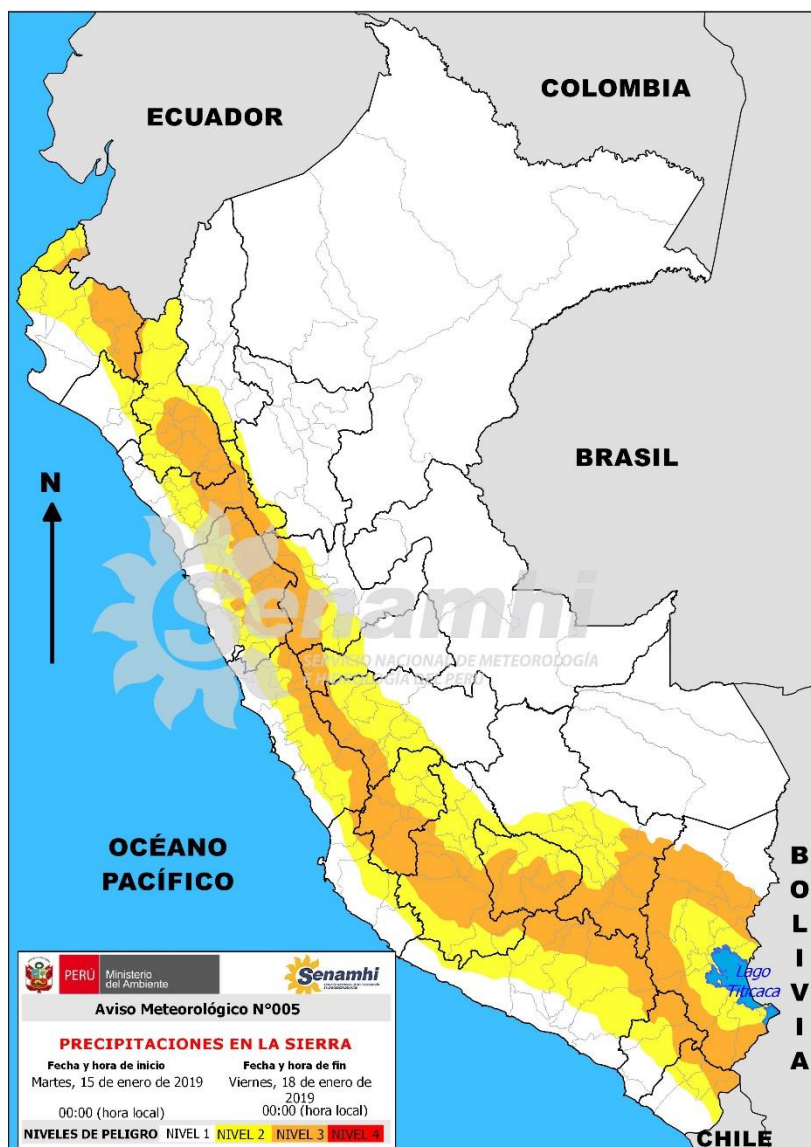 COLOMBIA
ECUADOR
BRASIL
N
Senamhi
SERVICIO NACIONAL DE METEOROLOGÍA
E HIDROLOGÍA DEL PERÚ
OCÉANO
PACÍFICO
BOLIVIA
Lago
Titicaca
CHILE
PERÚ
Ministerio
del Ambiente
Senamhi
Aviso Meteorológico N°005
PRECIPITACIONES EN LA SIERRA
Fecha y hora de inicio
Martes, 15 de enero de 2019
00:00 (hora local)
Fecha y hora de fin
Viernes, 18 de enero de
2019
00:00 (hora local)
NIVELES DE PELIGRO NIVEL 1 NIVEL 2 NIVEL 3 NIVEL 4